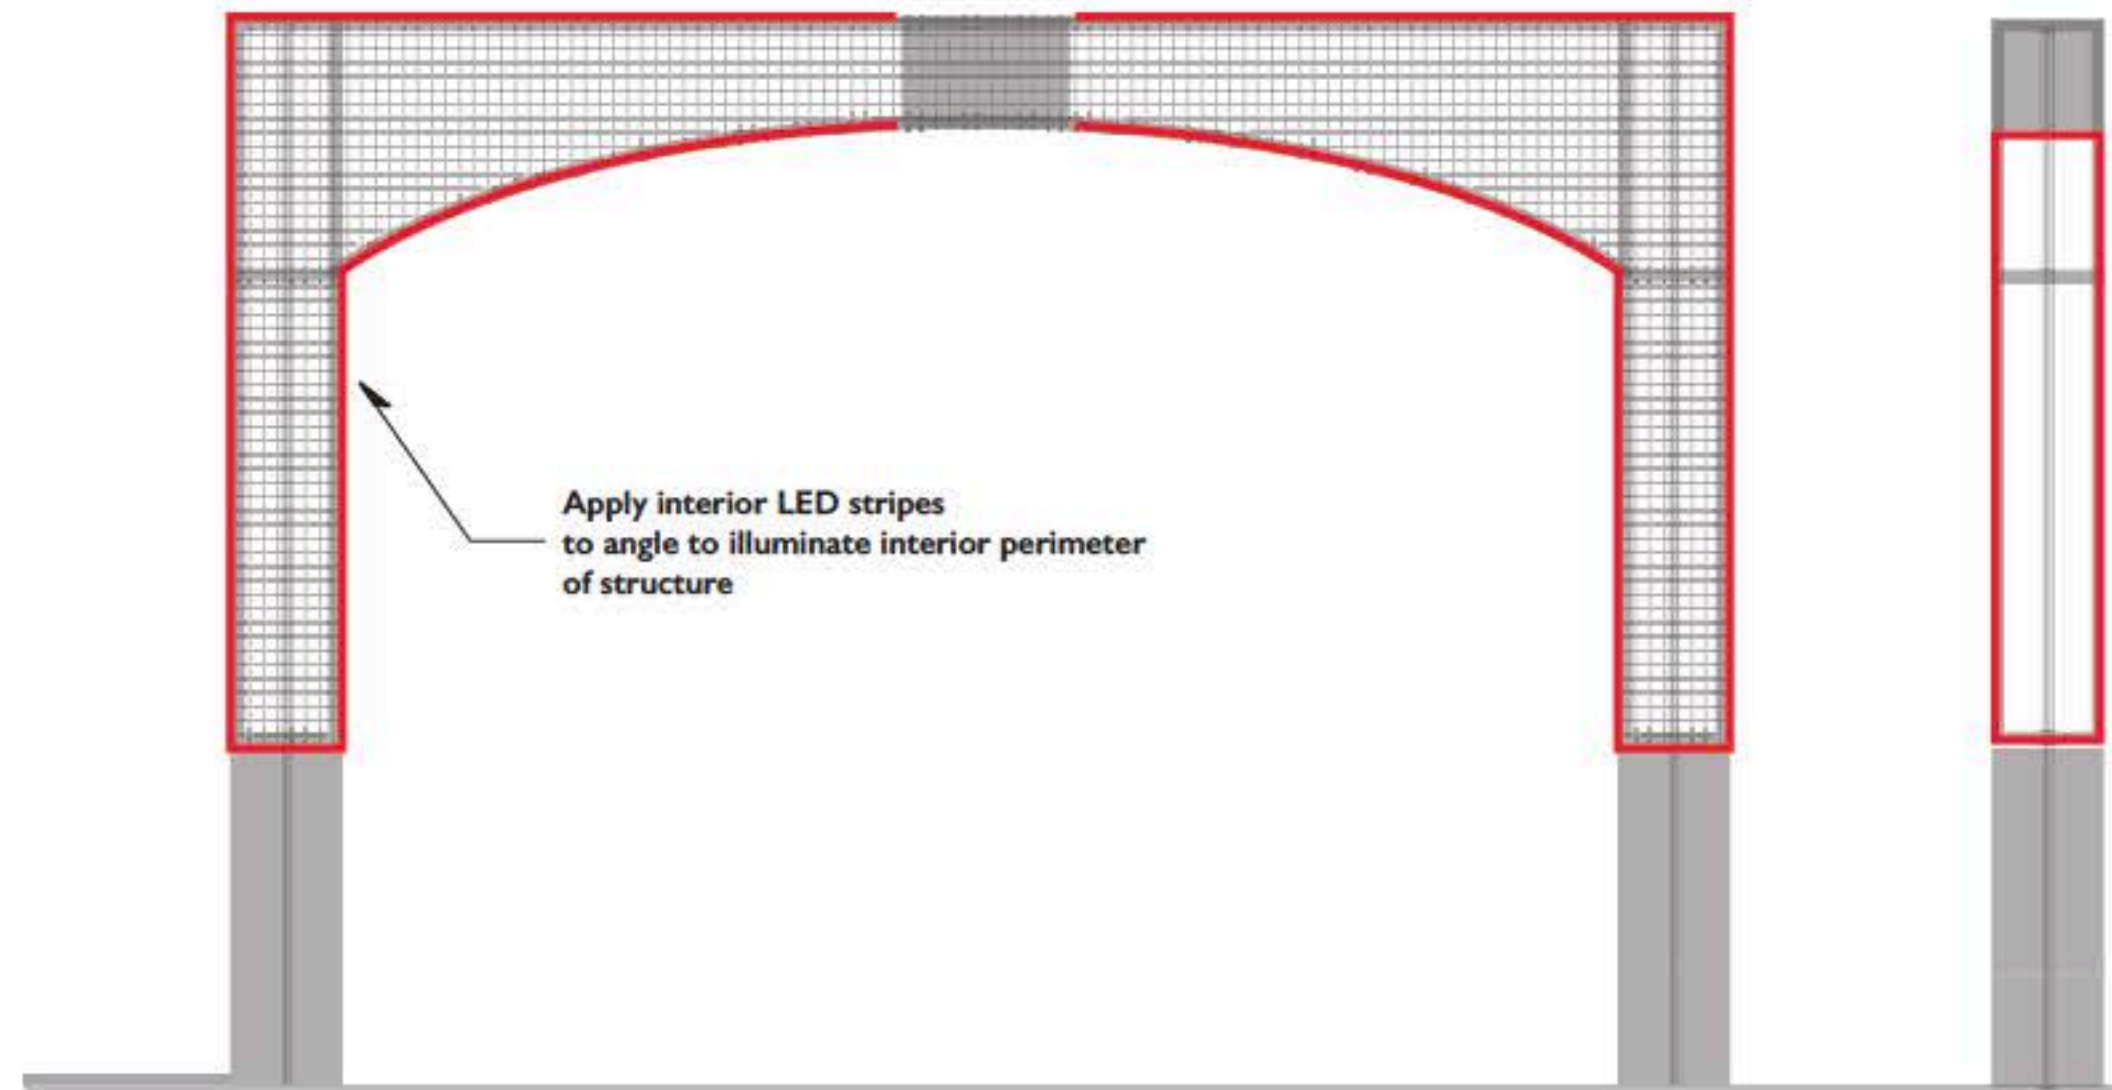 Apply interior LED stripes
to angle to illuminate interior perimeter
of structure